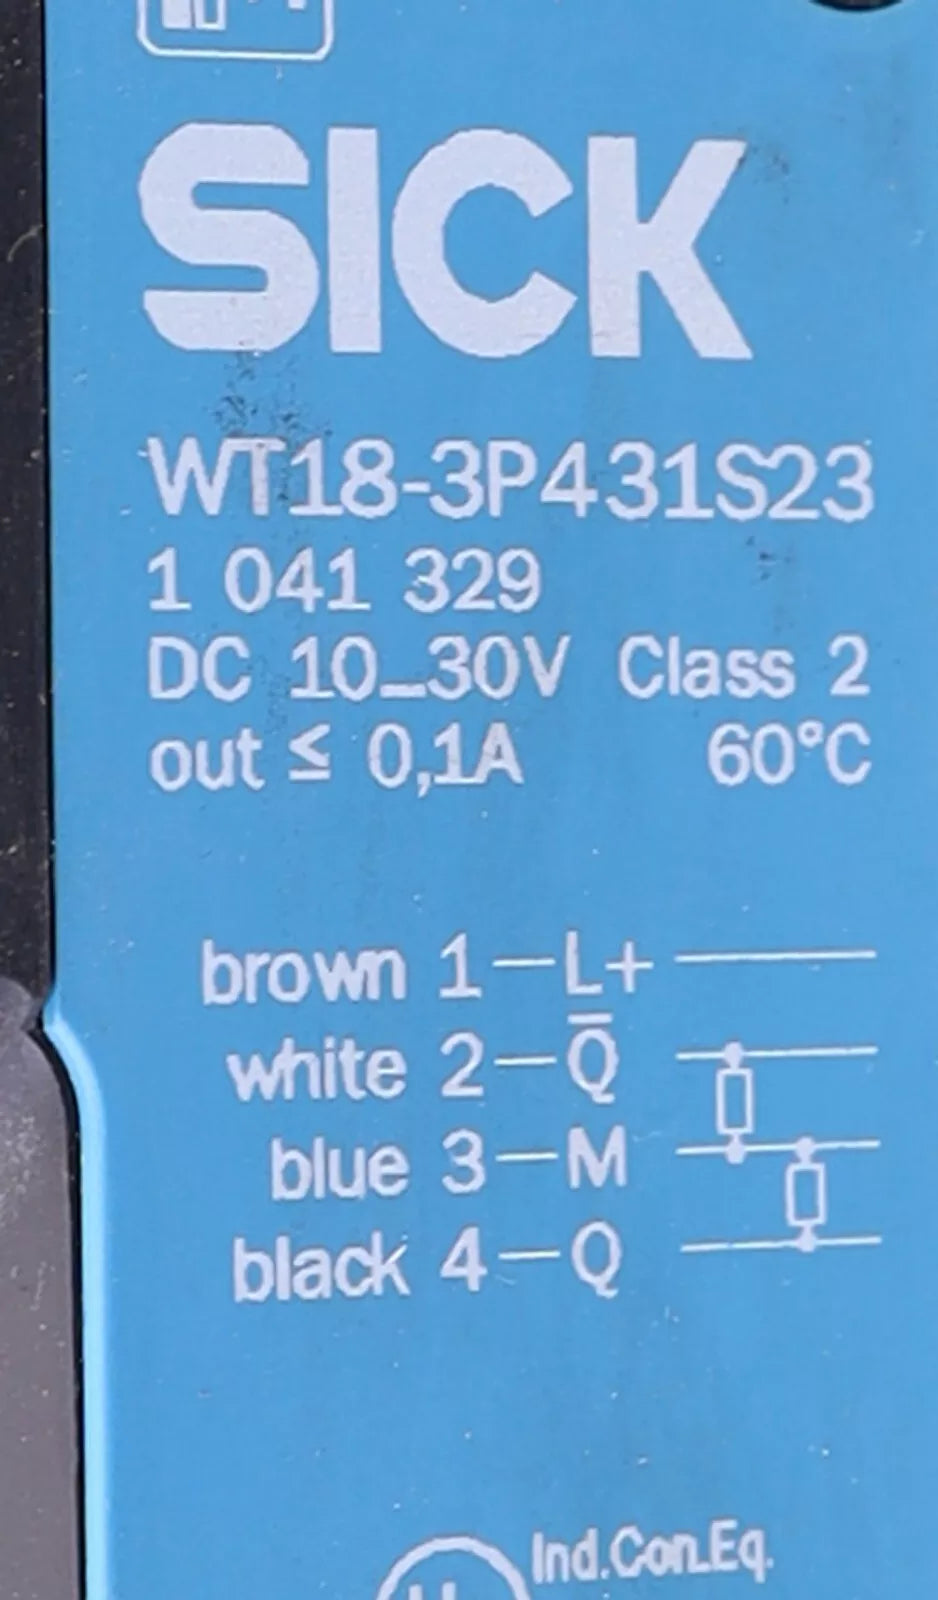 SICK
WT18-3P431S23
1 041 329
DC 10...30V Class 2
out ≤ 0,1A 60°C
brown 1 — L+
white 2 — Q̅
blue 3 — M
black 4 — Q
Ind.Con.Eq.